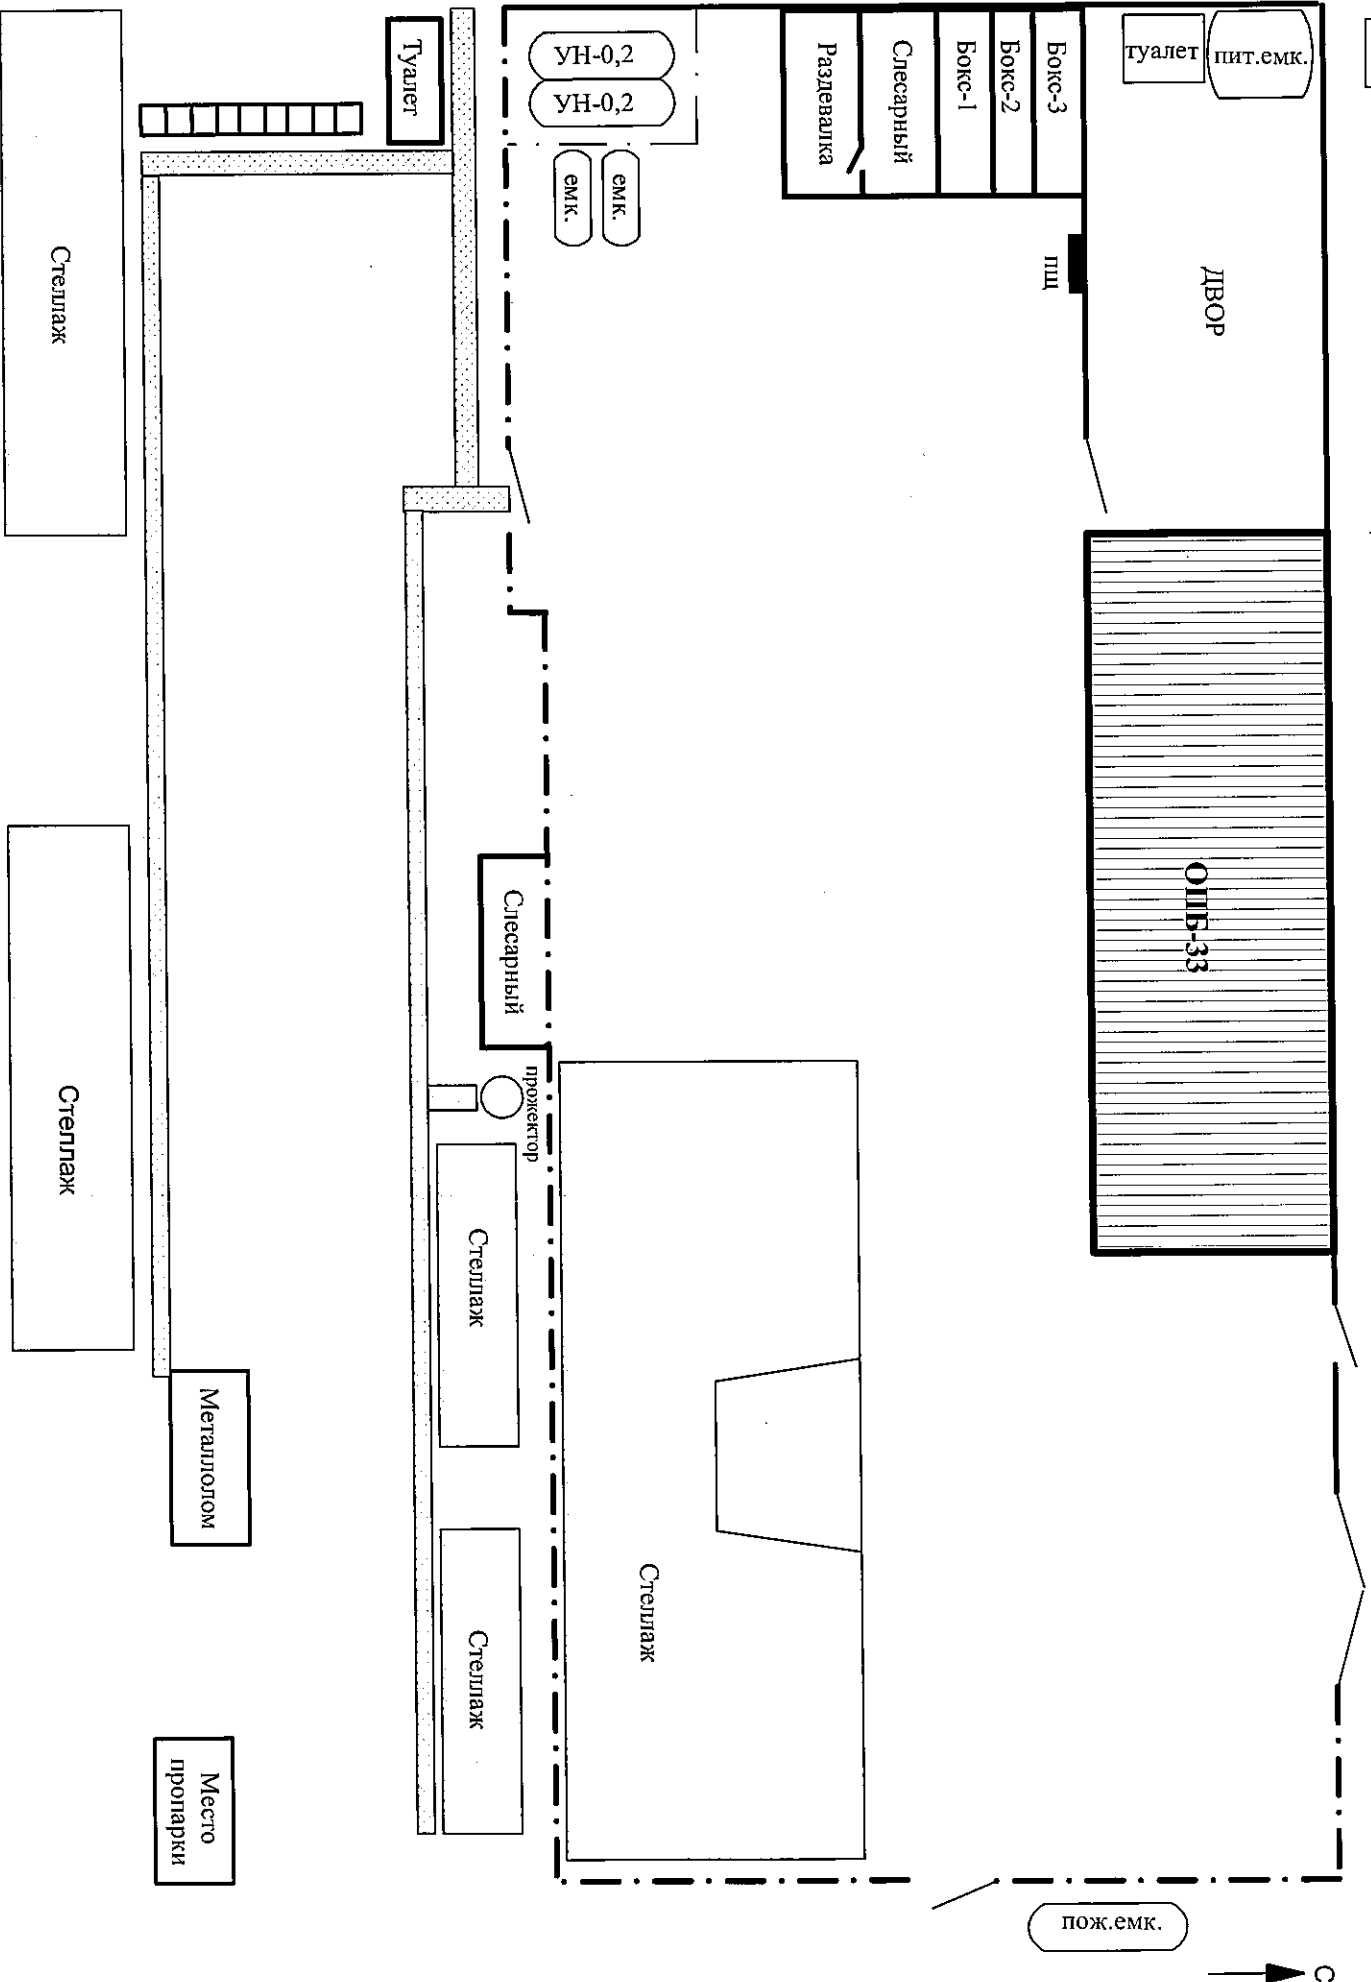 УН-0,2
УН-0,2
емк.
емк.
Туалет
Стеллаж
Раздевалка
Слесарный
Бокс-1
Бокс-2
Бокс-3
туалет
пит.емк.
пщ
ДВОР
ОПБ-33
Слесарный
прожектор
Стеллаж
Стеллаж
Стеллаж
Стеллаж
Металлолом
Место
пропарки
пож.емк.
С